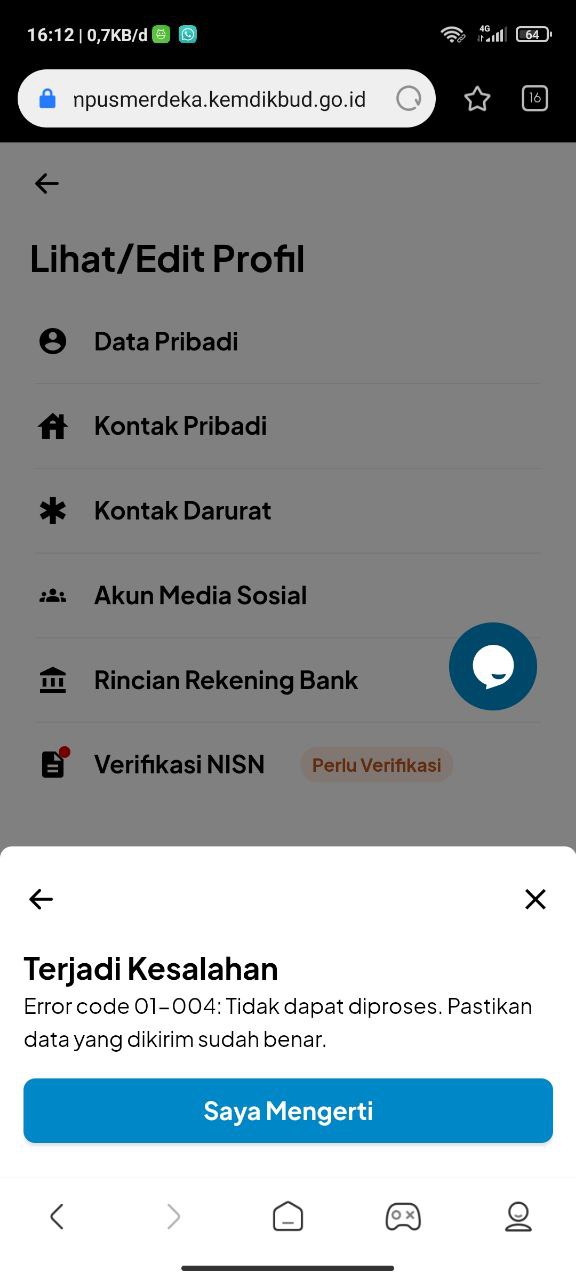 16:12 | 0,7KB/d
4G
64
npusmerdeka.kemdikbud.go.id
16
Lihat/Edit Profil
Data Pribadi
Kontak Pribadi
Kontak Darurat
Akun Media Sosial
Rincian Rekening Bank
Verifikasi NISN Perlu Verifikasi
Terjadi Kesalahan
Error code 01-004: Tidak dapat diproses. Pastikan
data yang dikirim sudah benar.
Saya Mengerti